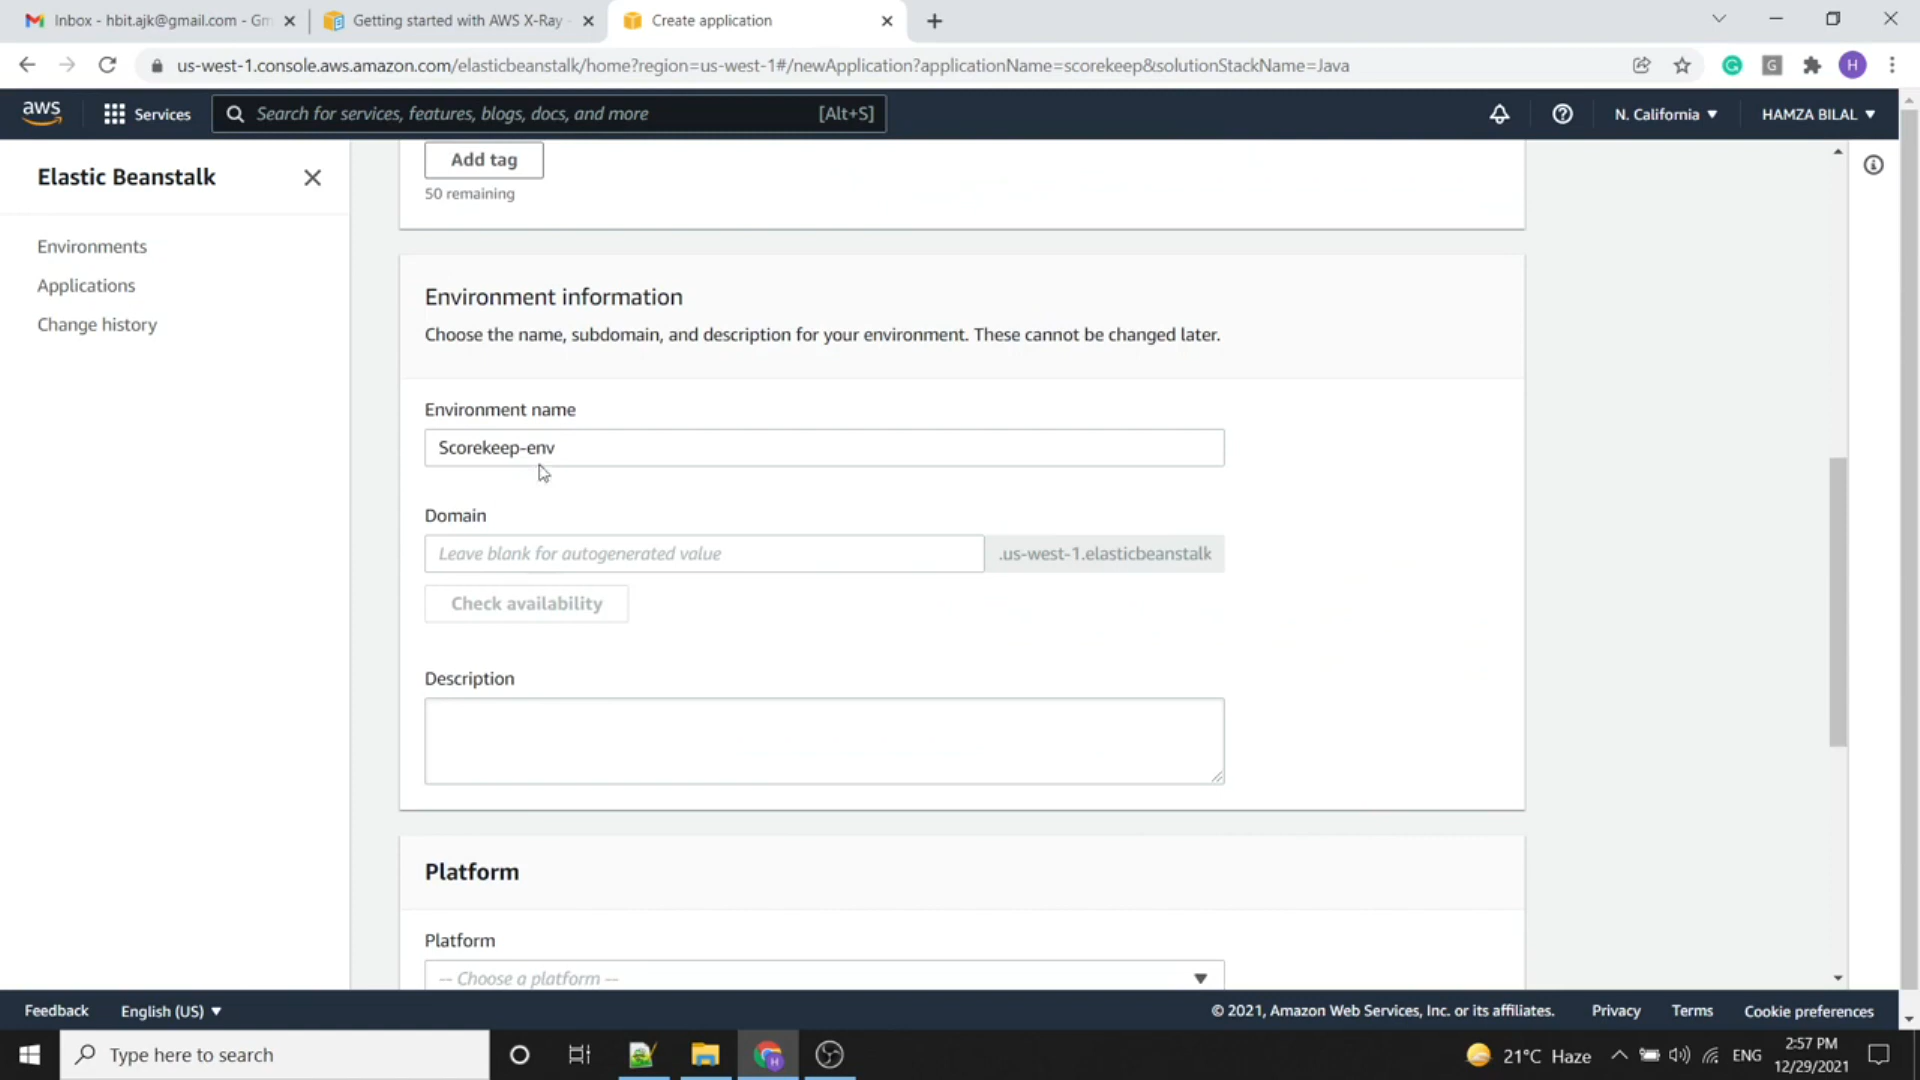 Inbox - hbit.ajk@gmail.com - Gm
Getting started with AWS X-Ray -
Create application
us-west-1.console.aws.amazon.com/elasticbeanstalk/home?region=us-west-1#/newApplication?applicationName=scorekeep&solutionStackName=Java
H
aws
Services
Search for services, features, blogs, docs, and more
[Alt+S]
N. California
HAMZA BILAL
Elastic Beanstalk
Environments
Applications
Change history
Add tag
50 remaining
Environment information
Choose the name, subdomain, and description for your environment. These cannot be changed later.
Environment name
Scorekeep-env
Domain
Leave blank for autogenerated value
.us-west-1.elasticbeanstalk
Check availability
Description
Platform
Platform
-- Choose a platform --
Feedback
English (US)
© 2021, Amazon Web Services, Inc. or its affiliates.
Privacy
Terms
Cookie preferences
Type here to search
21°C Haze
ENG
2:57 PM
12/29/2021